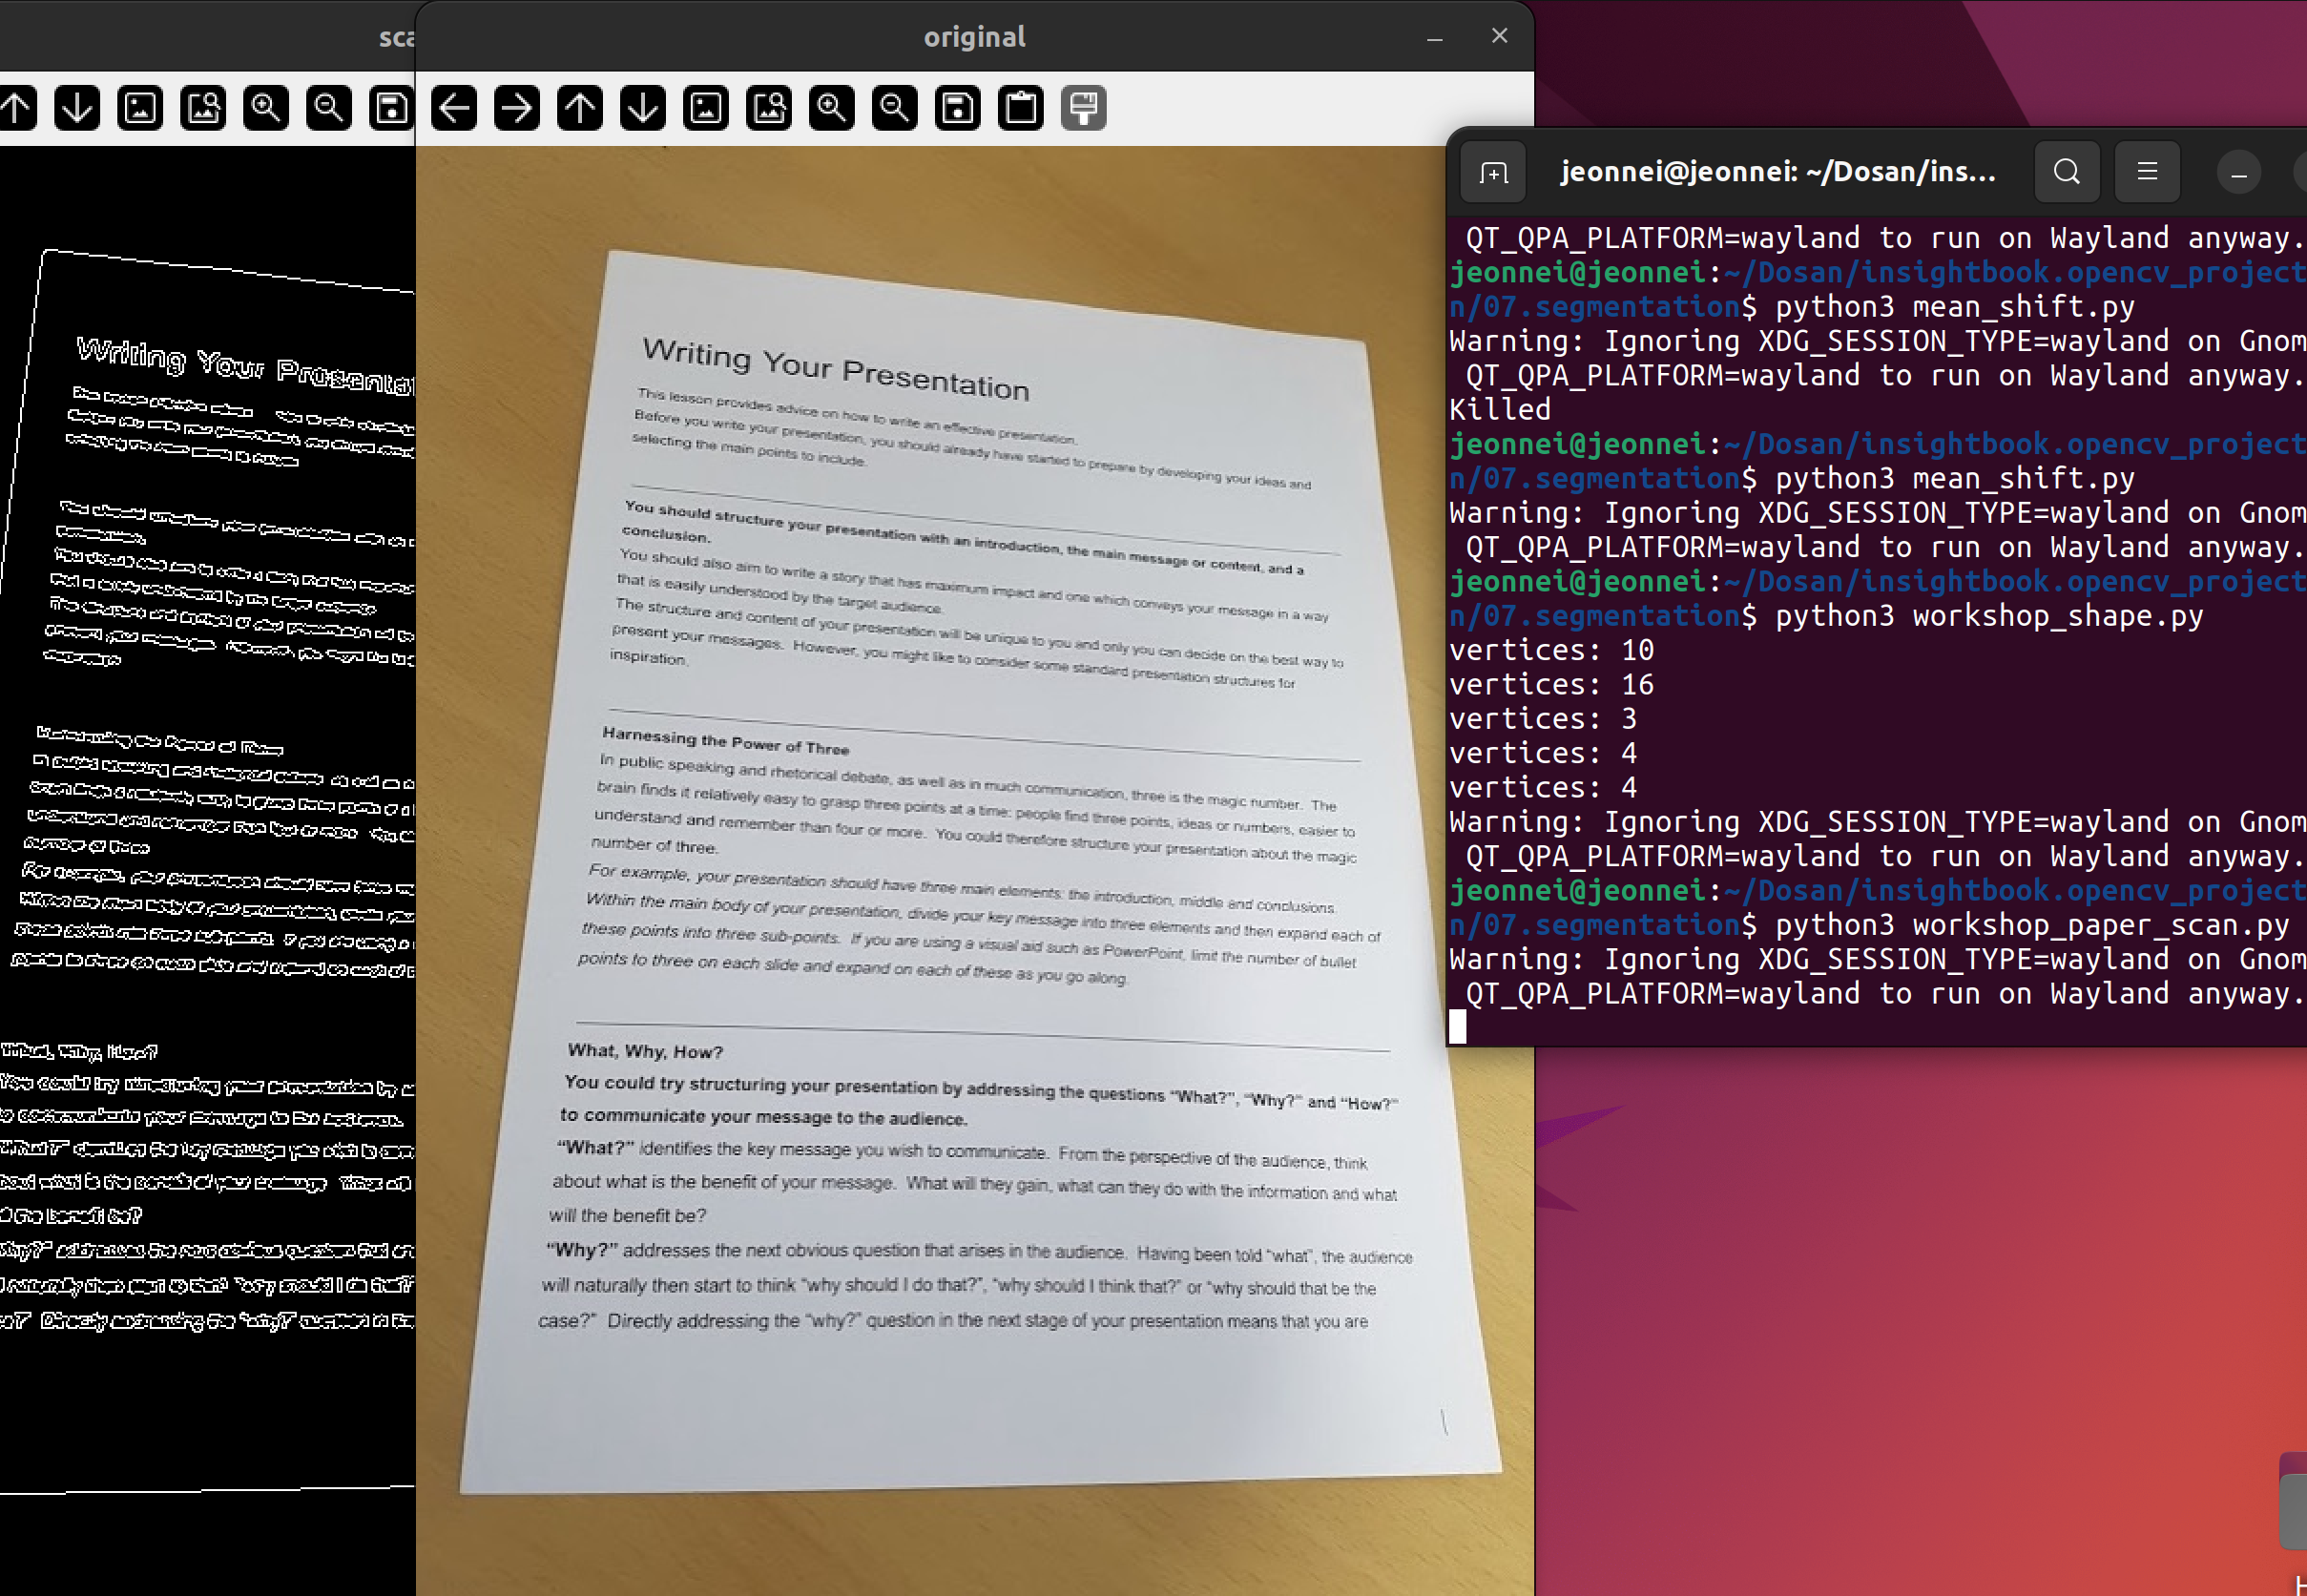 sca
original
Writing Your Presentation
This lesson provides advice on how to write an effective presentation.
Before you write your presentation, you should already have started to prepare by developing your ideas and
selecting the main points to include.
You should structure your presentation with an introduction, the main message or content, and a
conclusion.
You should also aim to write a story that has maximum impact and one which conveys your message in a way
that is easily understood by the target audience.
The structure and content of your presentation will be unique to you and only you can decide on the best way to
present your messages. However, you might like to consider some standard presentation structures for
inspiration.
Harnessing the Power of Three
In public speaking and rhetorical debate, as well as in much communication, three is the magic number. The
brain finds it relatively easy to grasp three points at a time: people find three points, ideas or numbers, easier to
understand and remember than four or more. You could therefore structure your presentation about the magic
number of three.
For example, your presentation should have three main elements: the introduction, middle and conclusions.
Within the main body of your presentation, divide your key message into three elements and then expand each of
these points into three sub-points. If you are using a visual aid such as PowerPoint, limit the number of bullet
points to three on each slide and expand on each of these as you go along.
What, Why, How?
You could try structuring your presentation by addressing the questions “What?”, “Why?” and “How?”
to communicate your message to the audience.
“What?” identifies the key message you wish to communicate. From the perspective of the audience, think
about what is the benefit of your message. What will they gain, what can they do with the information and what
will the benefit be?
“Why?” addresses the next obvious question that arises in the audience. Having been told “what”, the audience
will naturally then start to think “why should I do that?”, “why should I think that?” or “why should that be the
case?” Directly addressing the “why?” question in the next stage of your presentation means that you are
jeonnei@jeonnei: ~/Dosan/ins...
QT_QPA_PLATFORM=wayland to run on Wayland anyway.
jeonnei@jeonnei:~/Dosan/insightbook.opencv_project
n/07.segmentation$ python3 mean_shift.py
Warning: Ignoring XDG_SESSION_TYPE=wayland on Gnom
QT_QPA_PLATFORM=wayland to run on Wayland anyway.
Killed
jeonnei@jeonnei:~/Dosan/insightbook.opencv_project
n/07.segmentation$ python3 mean_shift.py
Warning: Ignoring XDG_SESSION_TYPE=wayland on Gnom
QT_QPA_PLATFORM=wayland to run on Wayland anyway.
jeonnei@jeonnei:~/Dosan/insightbook.opencv_project
n/07.segmentation$ python3 workshop_shape.py
vertices: 10
vertices: 16
vertices: 3
vertices: 4
vertices: 4
Warning: Ignoring XDG_SESSION_TYPE=wayland on Gnom
QT_QPA_PLATFORM=wayland to run on Wayland anyway.
jeonnei@jeonnei:~/Dosan/insightbook.opencv_project
n/07.segmentation$ python3 workshop_paper_scan.py
Warning: Ignoring XDG_SESSION_TYPE=wayland on Gnom
QT_QPA_PLATFORM=wayland to run on Wayland anyway.